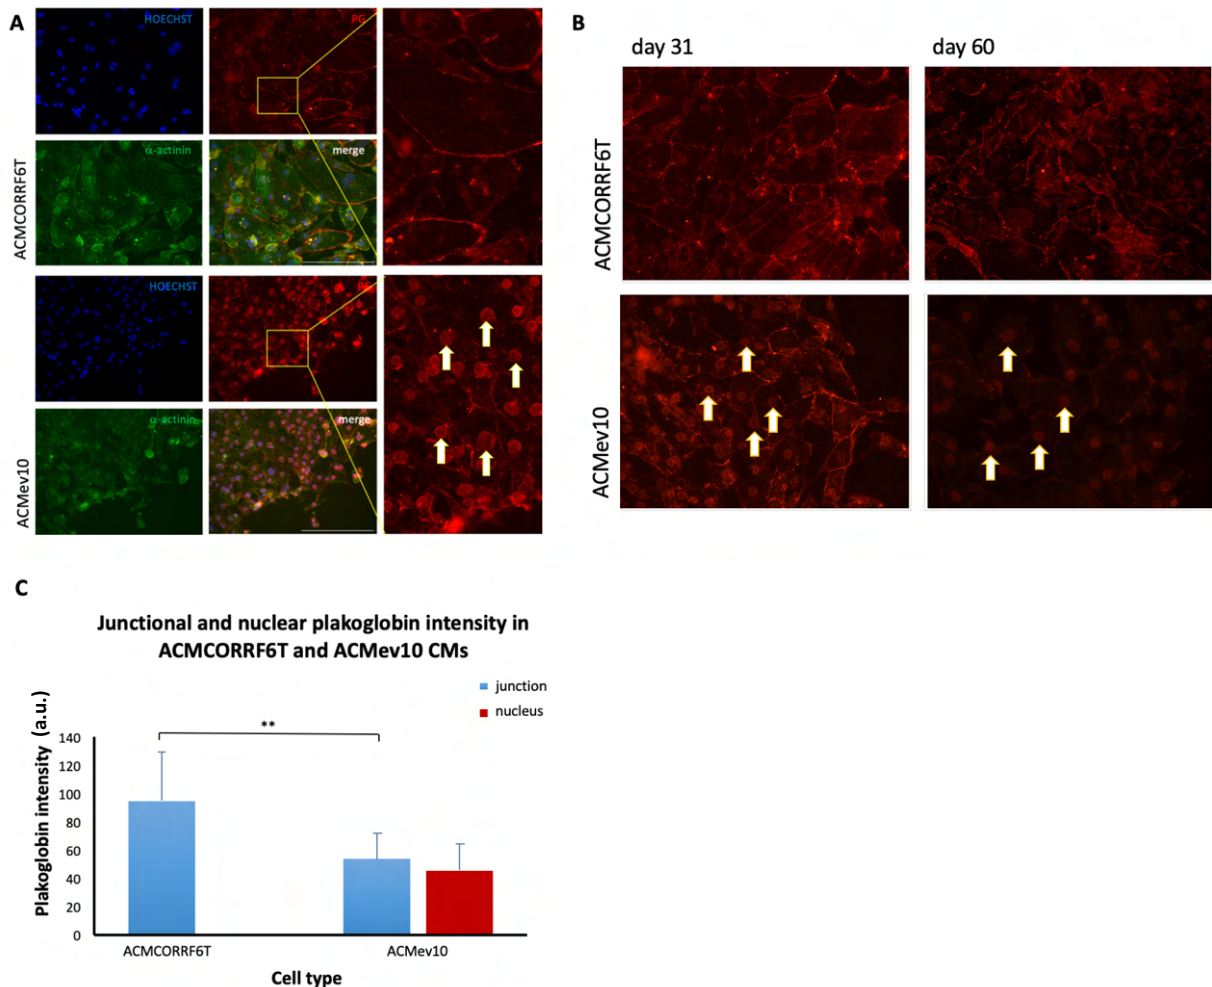 A
HOECHST
PG
α-actinin
merge
ACMCORRF6T
HOECHST
PG
α-actinin
merge
ACMev10
B
day 31
day 60
ACMCORRF6T
ACMev10
C
Junctional and nuclear plakoglobin intensity in
ACMCORRF6T and ACMev10 CMs
junction
nucleus
Plakoglobin intensity (a.u.)
**
140
120
100
80
60
40
20
0
ACMCORRF6T
ACMev10
Cell type